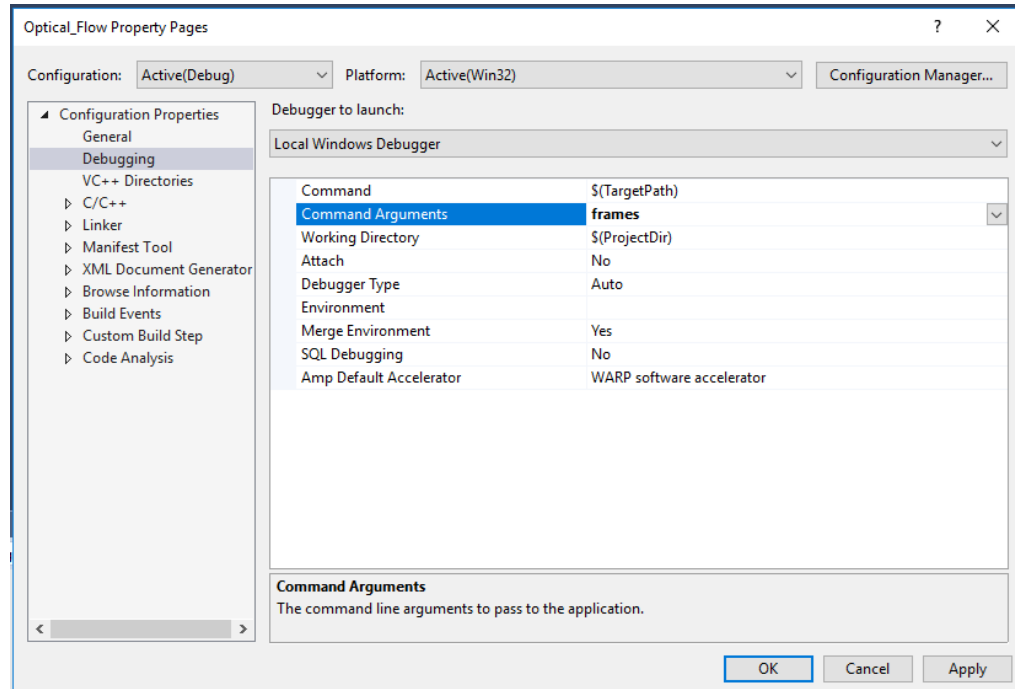 Optical_Flow Property Pages
?
Configuration: Active(Debug) Platform: Active(Win32) Configuration Manager...
Configuration Properties
General
Debugging
VC++ Directories
C/C++
Linker
Manifest Tool
XML Document Generator
Browse Information
Build Events
Custom Build Step
Code Analysis
Debugger to launch:
Local Windows Debugger
Command $(TargetPath)
Command Arguments frames
Working Directory $(ProjectDir)
Attach No
Debugger Type Auto
Environment
Merge Environment Yes
SQL Debugging No
Amp Default Accelerator WARP software accelerator
Command Arguments
The command line arguments to pass to the application.
OK Cancel Apply